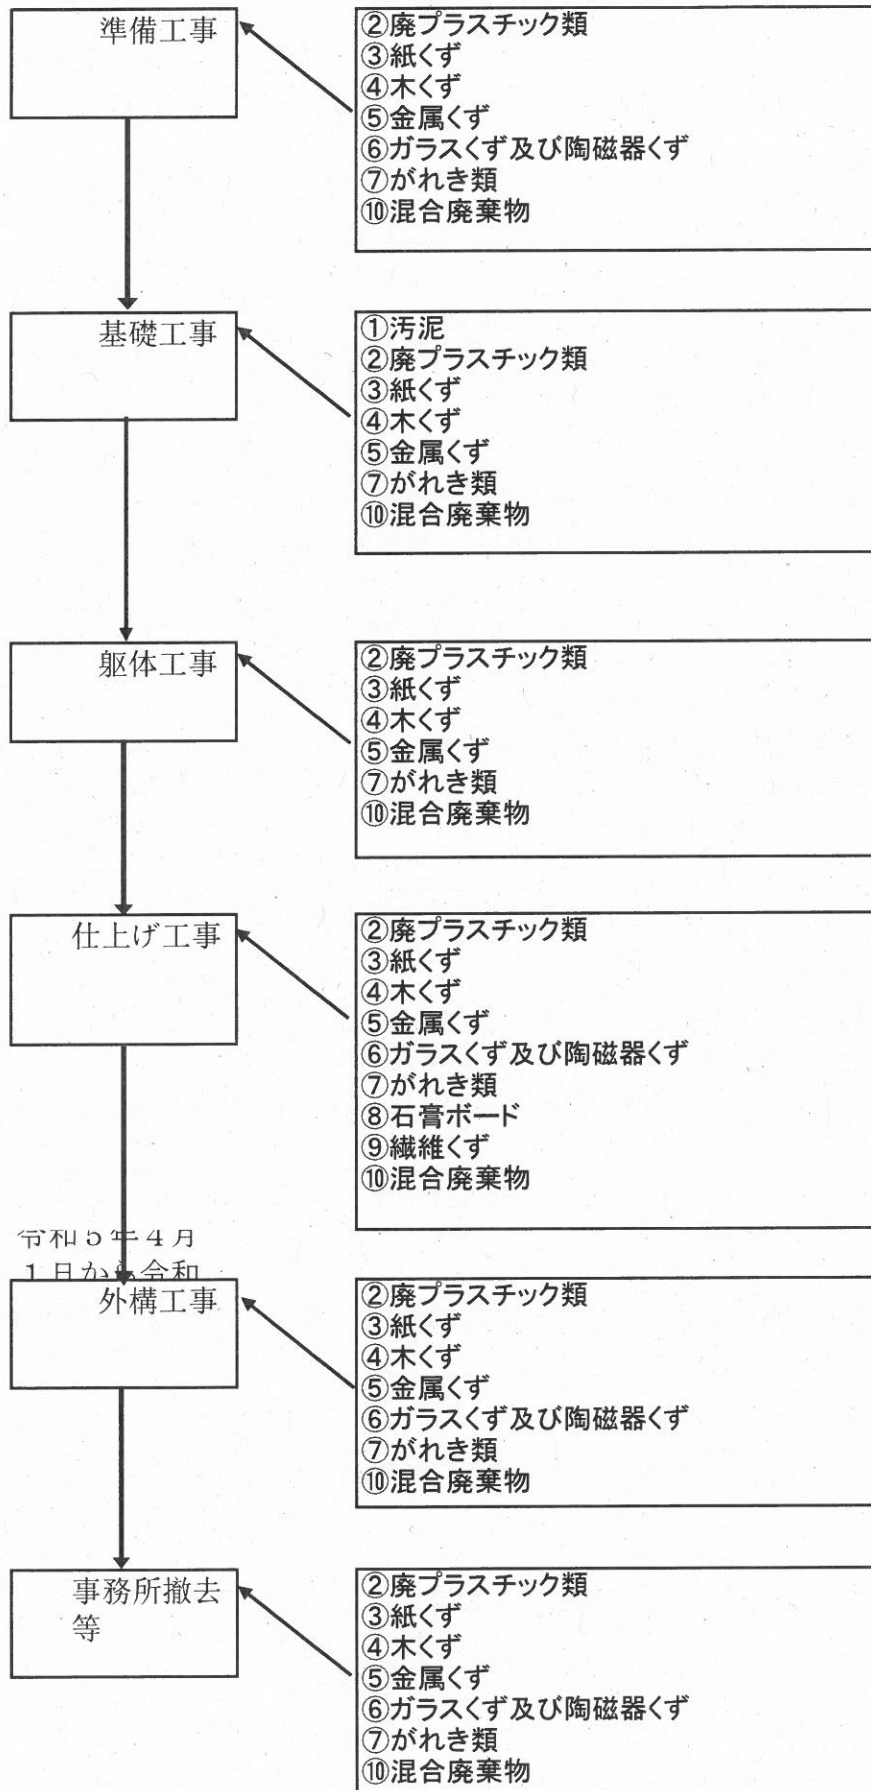 準備工事
②廃プラスチック類
③紙くず
④木くず
⑤金属くず
⑥ガラスくず及び陶磁器くず
⑦がれき類
⑩混合廃棄物
基礎工事
①汚泥
②廃プラスチック類
③紙くず
④木くず
⑤金属くず
⑦がれき類
⑩混合廃棄物
躯体工事
②廃プラスチック類
③紙くず
④木くず
⑤金属くず
⑦がれき類
⑩混合廃棄物
仕上げ工事
②廃プラスチック類
③紙くず
④木くず
⑤金属くず
⑥ガラスくず及び陶磁器くず
⑦がれき類
⑧石膏ボード
⑨繊維くず
⑩混合廃棄物
令和5年4月
1日から令和
外構工事
②廃プラスチック類
③紙くず
④木くず
⑤金属くず
⑥ガラスくず及び陶磁器くず
⑦がれき類
⑩混合廃棄物
事務所撤去
等
②廃プラスチック類
③紙くず
④木くず
⑤金属くず
⑥ガラスくず及び陶磁器くず
⑦がれき類
⑩混合廃棄物